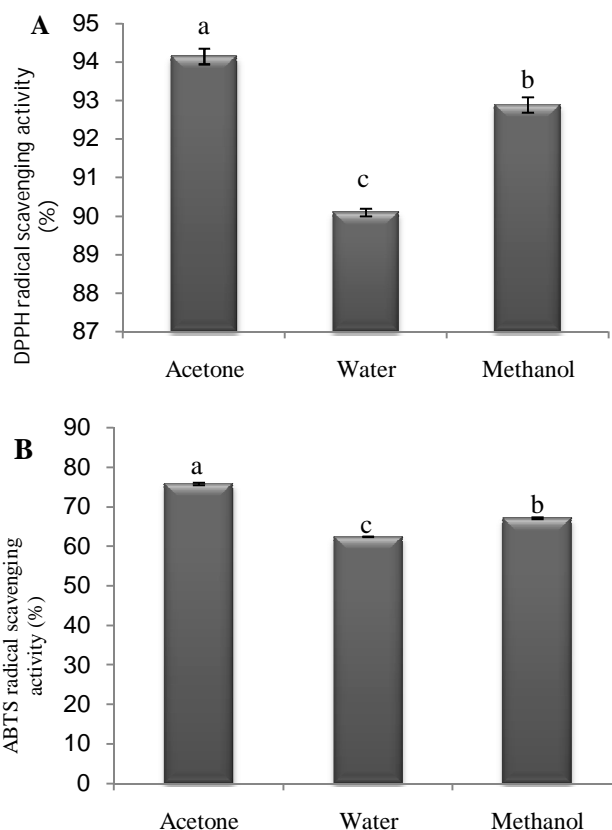 A
DPPH radical scavenging activity
(%)
95
94
93
92
91
90
89
88
87
a
c
b
Acetone Water Methanol
B
ABTS radical scavenging
activity (%)
90
80
70
60
50
40
30
20
10
0
a
c
b
Acetone Water Methanol